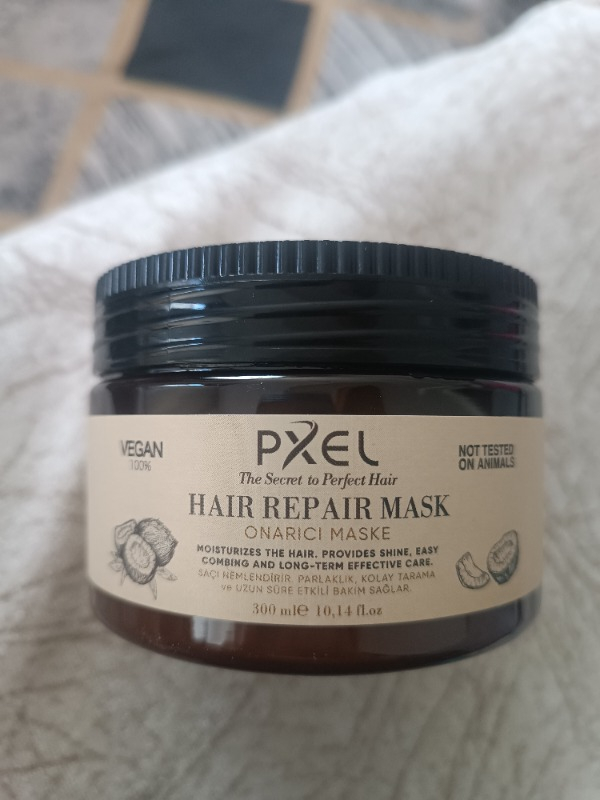 VEGAN
100%
PXEL
The Secret to Perfect Hair
NOT TESTED
ON ANIMALS
HAIR REPAIR MASK
ONARICI MASKE
MOISTURIZES THE HAIR. PROVIDES SHINE, EASY
COMBING AND LONG-TERM EFFECTIVE CARE.
SAÇI NEMLENDİRİR. PARLAKLIK, KOLAY TARAMA
ve UZUN SÜRE ETKİLİ BAKIM SAĞLAR.
300 ml℮ 10,14 fl.oz